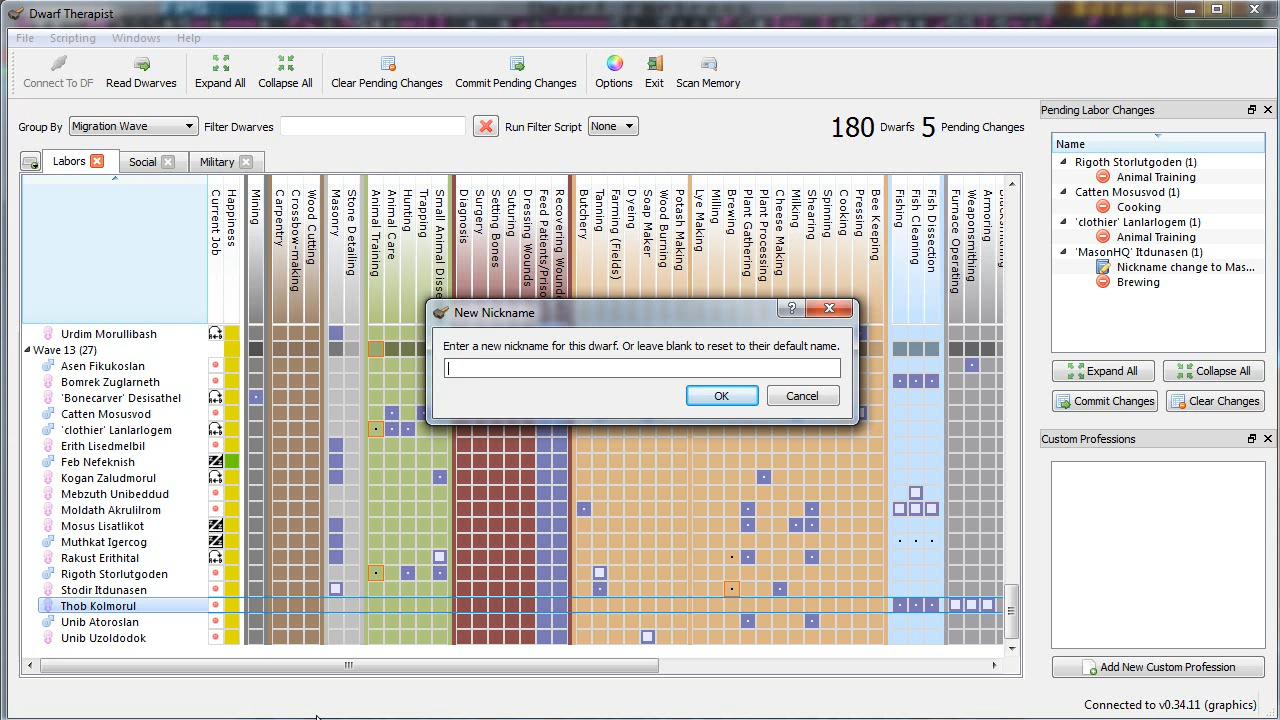 Dwarf Therapist
File Scripting Windows Help
Connect To DF Read Dwarves Expand All Collapse All Clear Pending Changes Commit Pending Changes Options Exit Scan Memory
Group By Migration Wave Filter Dwarves Run Filter Script None 180 Dwarfs 5 Pending Changes
Labors Social Military
Current Job
Happiness
Mining
Carpentry
Crossbow-making
Wood Cutting
Masonry
Stone Detailing
Animal Training
Animal Care
Hunting
Trapping
Small Animal Disse
Diagnosis
Surgery
Setting Bones
Suturing
Dressing Wounds
Feed Patients/Priso
Recovering Wounde
Butchery
Tanning
Tanning (Fields)
Dyeing
Soap Maker
Wood Burning
Potash Making
Lye Making
Milling
Brewing
Plant Gathering
Plant Processing
Cheese Making
Milking
Shearing
Spinning
Cooking
Pressing
Bee Keeping
Fishing
Fish Cleaning
Fish Dissection
Furnace Operating
Weaponsmithing
Armoring
Urdim Morullibash
Wave 13 (27)
Asen Fikukoslan
Bomrek Zuglarneth
'Bonecarver' Desisathel
Catten Mosusvod
'clothier' Lanlarlogem
Erith Lisedmelbil
Feb Nefeknish
Kogan Zaludmorul
Mebzuth Unibeddud
Moldath Akrulilrom
Mosus Lisatlikot
Muthkat Igercog
Rakust Erithital
Rigoth Storlutgoden
Stodir Itdunasen
Thob Kolmorul
Unib Atorosian
Unib Uzoldodok
New Nickname
Enter a new nickname for this dwarf. Or leave blank to reset to their default name.
OK Cancel
Pending Labor Changes
Name
Rigoth Storlutgoden (1)
Animal Training
Catten Mosusvod (1)
Cooking
'clothier' Lanlarlogem (1)
Animal Training
'MasonHQ' Itdunasen (1)
Nickname change to Mas...
Brewing
Expand All Collapse All
Commit Changes Clear Changes
Custom Professions
Add New Custom Profession
Connected to v0.34.11 (graphics)